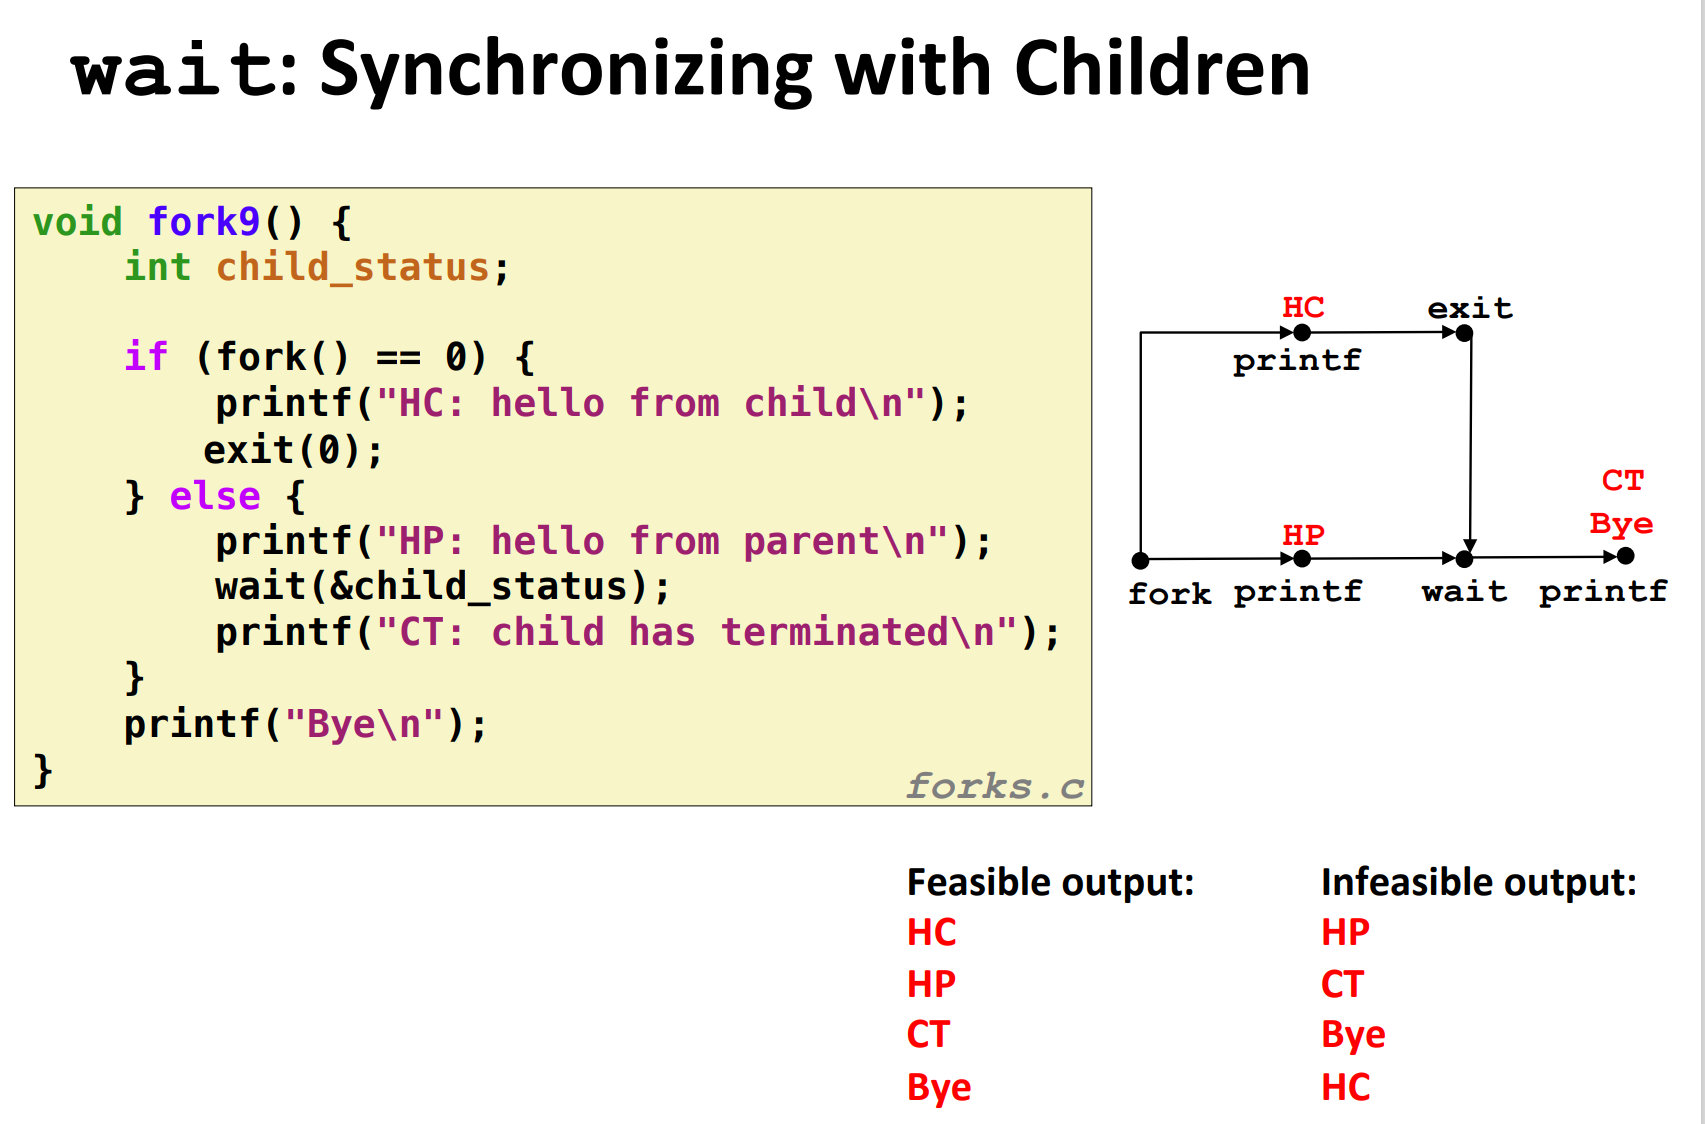 wait: Synchronizing with Children
void fork9() {
    int child_status;

    if (fork() == 0) {
        printf("HC: hello from child\n");
        exit(0);
    } else {
        printf("HP: hello from parent\n");
        wait(&child_status);
        printf("CT: child has terminated\n");
    }
    printf("Bye\n");
}
forks.c
HC
exit
printf
CT
HP
Bye
fork
printf
wait
printf
Feasible output:
HC
HP
CT
Bye
Infeasible output:
HP
CT
Bye
HC